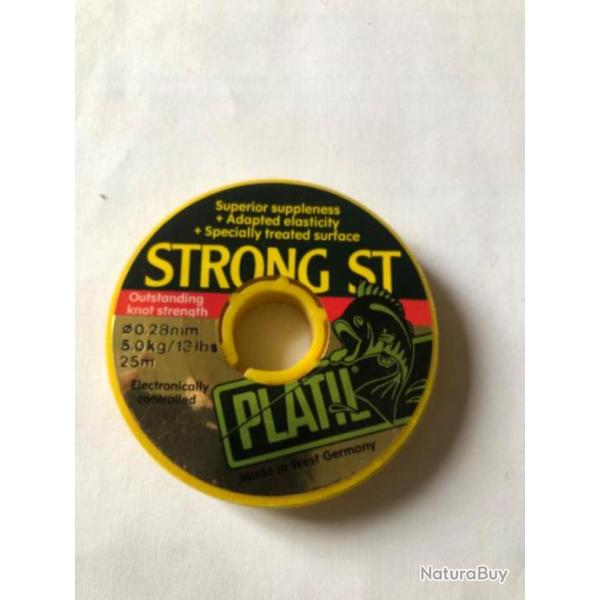 Superior suppleness
+ Adapted elasticity
+ Specially treated surface
STRONG ST
Outstanding
knot strength
ø0.28mm
5.0kg/13lbs
25m
Electronically
controlled
PLATIL
Made in West Germany
NaturaBuy